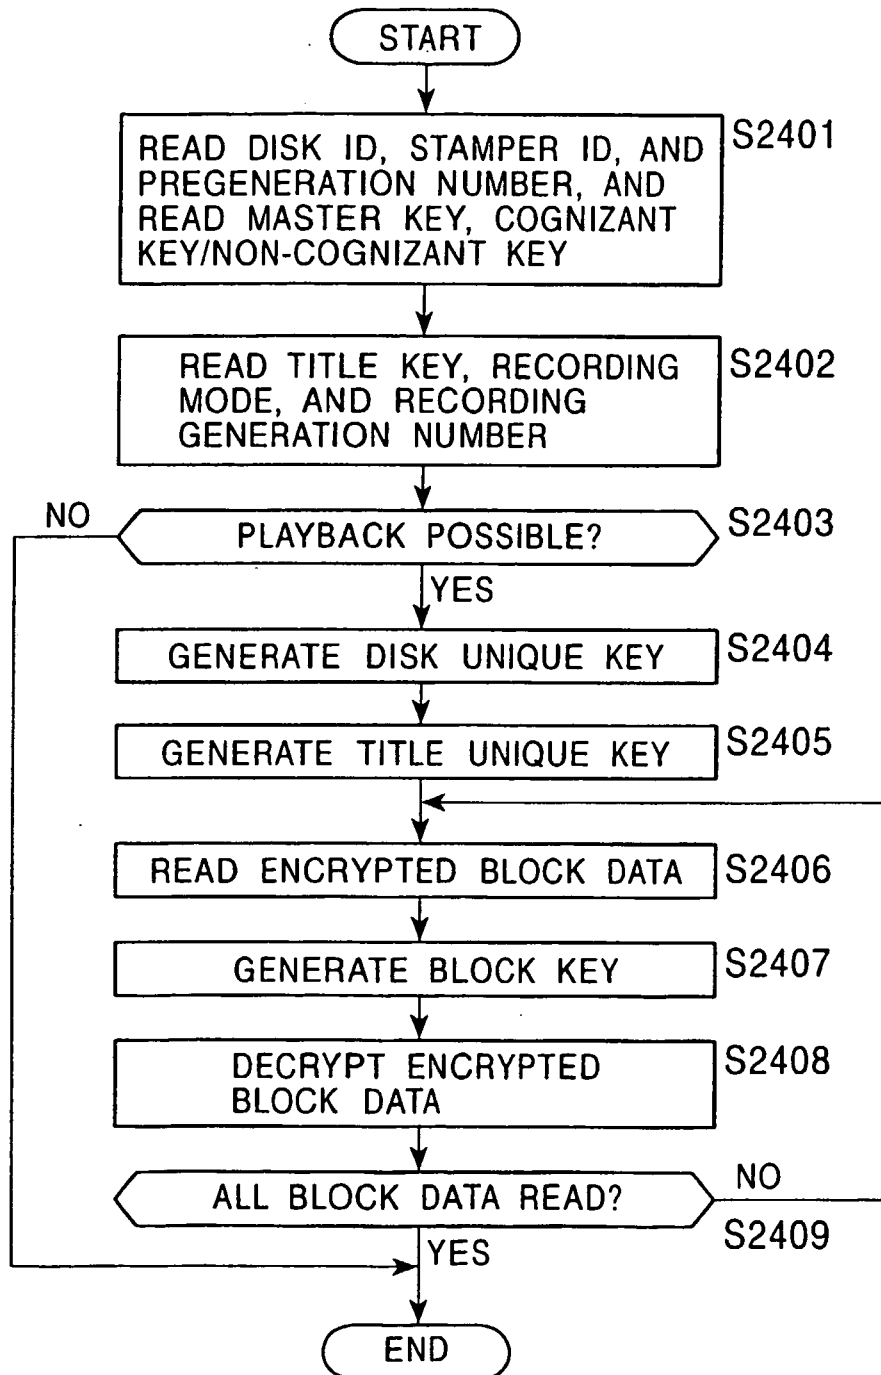 START
READ DISK ID, STAMPER ID, AND
PREGENERATION NUMBER, AND
READ MASTER KEY, COGNIZANT
KEY/NON-COGNIZANT KEY
S2401
READ TITLE KEY, RECORDING
MODE, AND RECORDING
GENERATION NUMBER
S2402
NO
PLAYBACK POSSIBLE?
S2403
YES
GENERATE DISK UNIQUE KEY
S2404
GENERATE TITLE UNIQUE KEY
S2405
READ ENCRYPTED BLOCK DATA
S2406
GENERATE BLOCK KEY
S2407
DECRYPT ENCRYPTED
BLOCK DATA
S2408
ALL BLOCK DATA READ?
NO
S2409
YES
END